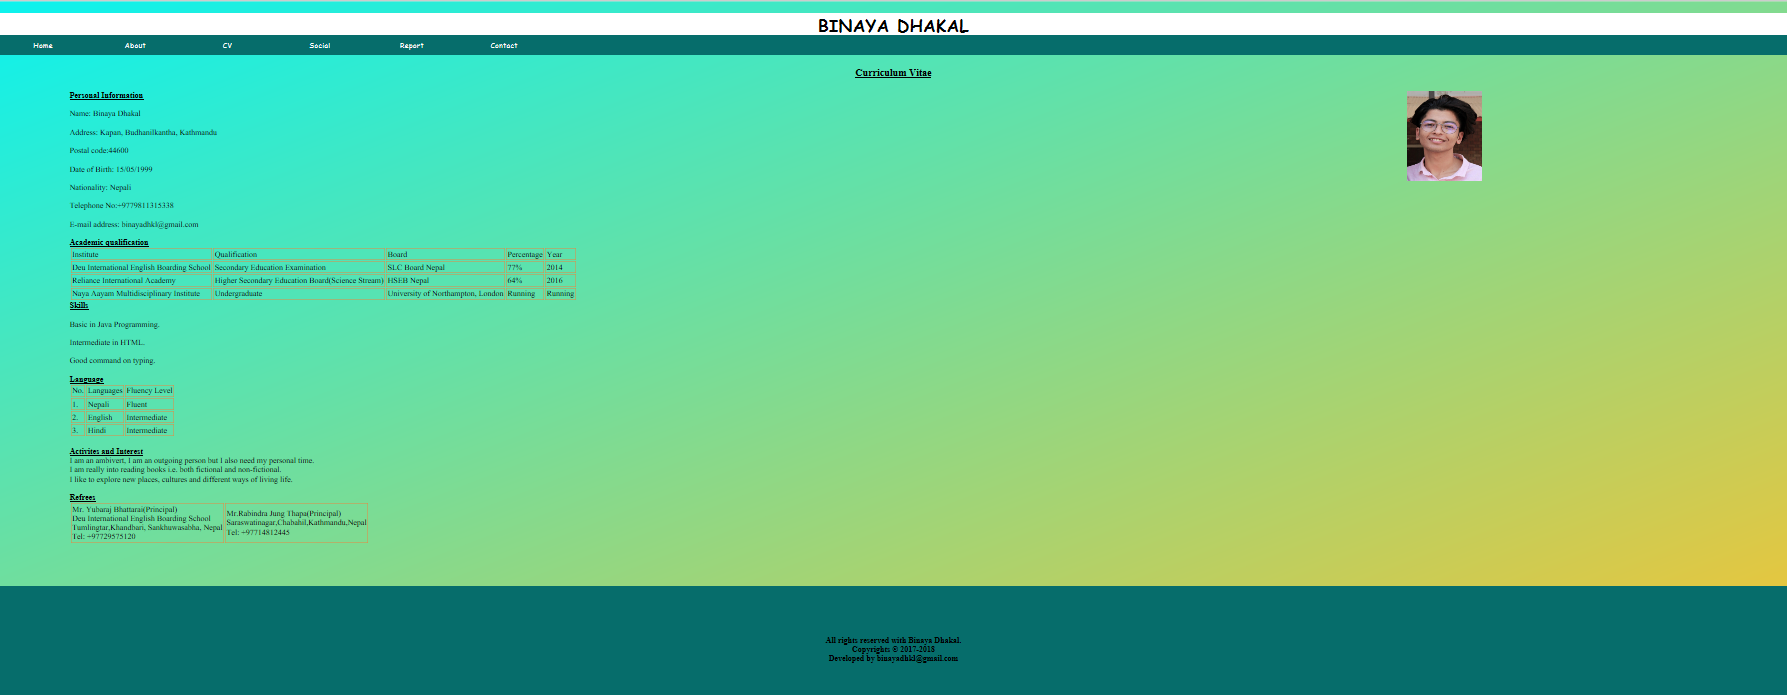 BINAYA DHAKAL
Home About CV Social Report Contact
Curriculum Vitae
Personal Information
Name: Binaya Dhakal
Address: Kapan, Budhanilkantha, Kathmandu
Postal code:44600
Date of Birth: 15/05/1999
Nationality: Nepali
Telephone No:+9779811315338
E-mail address: binayadhkl@gmail.com
Academic qualification
Institute Qualification Board Percentage Year
Deu International English Boarding School Secondary Education Examination SLC Board Nepal 77% 2014
Reliance International Academy Higher Secondary Education Board(Science Stream) HSEB Nepal 64% 2016
Naya Aayam Multidisciplinary Institute Undergraduate University of Northampton, London Running Running
Skills
Basic in Java Programming.
Intermediate in HTML.
Good command on typing.
Language
No. Languages Fluency Level
1. Nepali Fluent
2. English Intermediate
3. Hindi Intermediate
Activites and Interest
I am an ambivert, I am an outgoing person but I also need my personal time.
I am really into reading books i.e. both fictional and non-fictional.
I like to explore new places, cultures and different ways of living life.
Refrees
Mr. Yubaraj Bhattarai(Principal)
Deu International English Boarding School
Tumlingtar,Khandbari, Sankhuwasabha, Nepal
Tel: +97729575120
Mr.Rabindra Jung Thapa(Principal)
Saraswatinagar,Chabahil,Kathmandu,Nepal
Tel: +97714812445
All rights reserved with Binaya Dhakal.
Copyrights © 2017-2018
Developed by binayadhkl@gmail.com